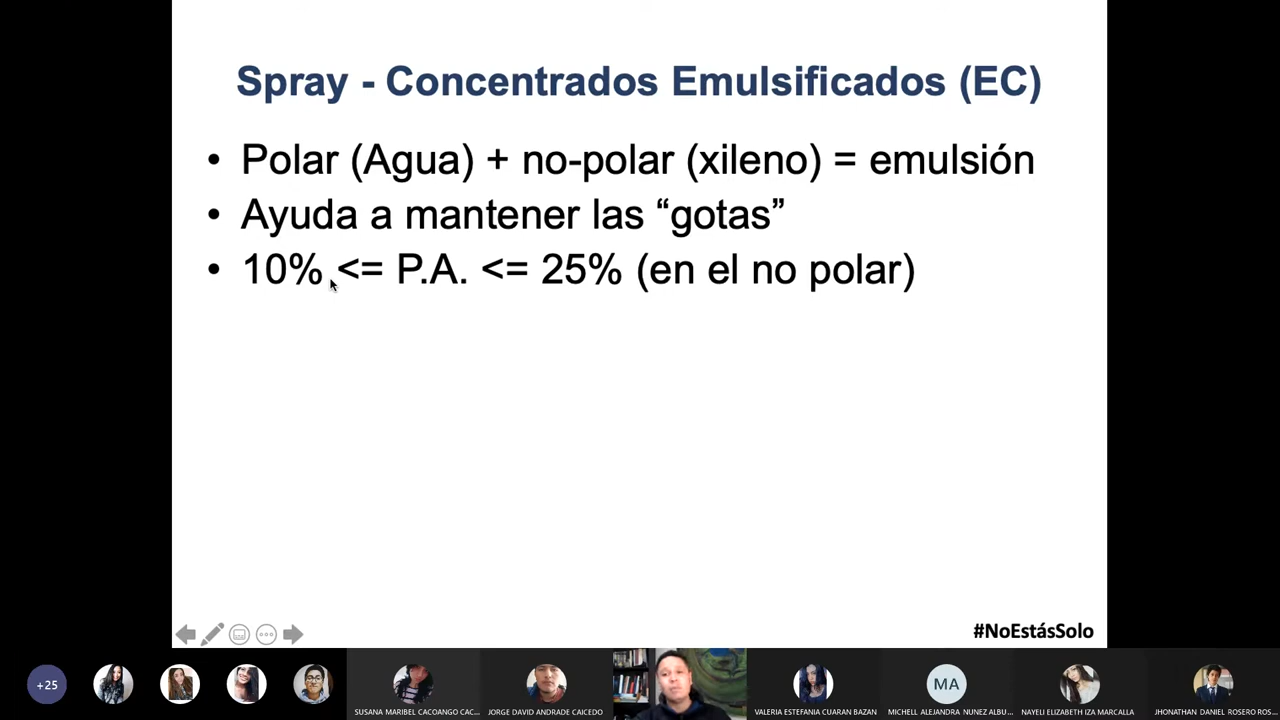 Spray - Concentrados Emulsificados (EC)
• Polar (Agua) + no-polar (xileno) = emulsión
• Ayuda a mantener las “gotas”
• 10% <= P.A. <= 25% (en el no polar)
#NoEstásSolo
+25
SUSANA MARIBEL CACOANGO CAC...
JORGE DAVID ANDRADE CAICEDO
VALERIA ESTEFANIA CUARAN BAZAN
MA
MICHELL ALEJANDRA NUNEZ ALBU...
NAYELI ELIZABETH IZA MARCALLA
JHONATHAN DANIEL ROSERO ROS...